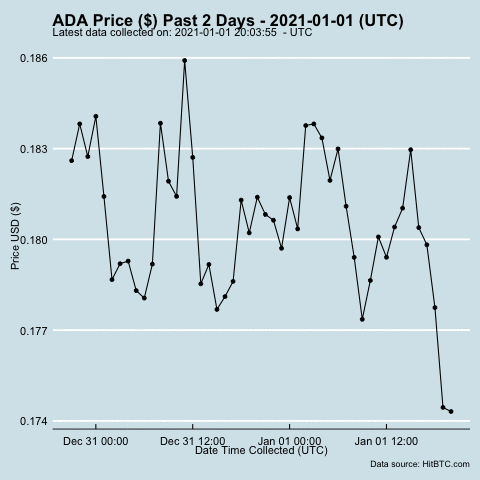 ADA Price ($) Past 2 Days - 2021-01-01 (UTC)
Latest data collected on: 2021-01-01 20:03:55  - UTC
0.186
0.183
0.180
0.177
0.174
Price USD ($)
Dec 31 00:00 Dec 31 12:00 Jan 01 00:00 Jan 01 12:00
Date Time Collected (UTC)
Data source: HitBTC.com